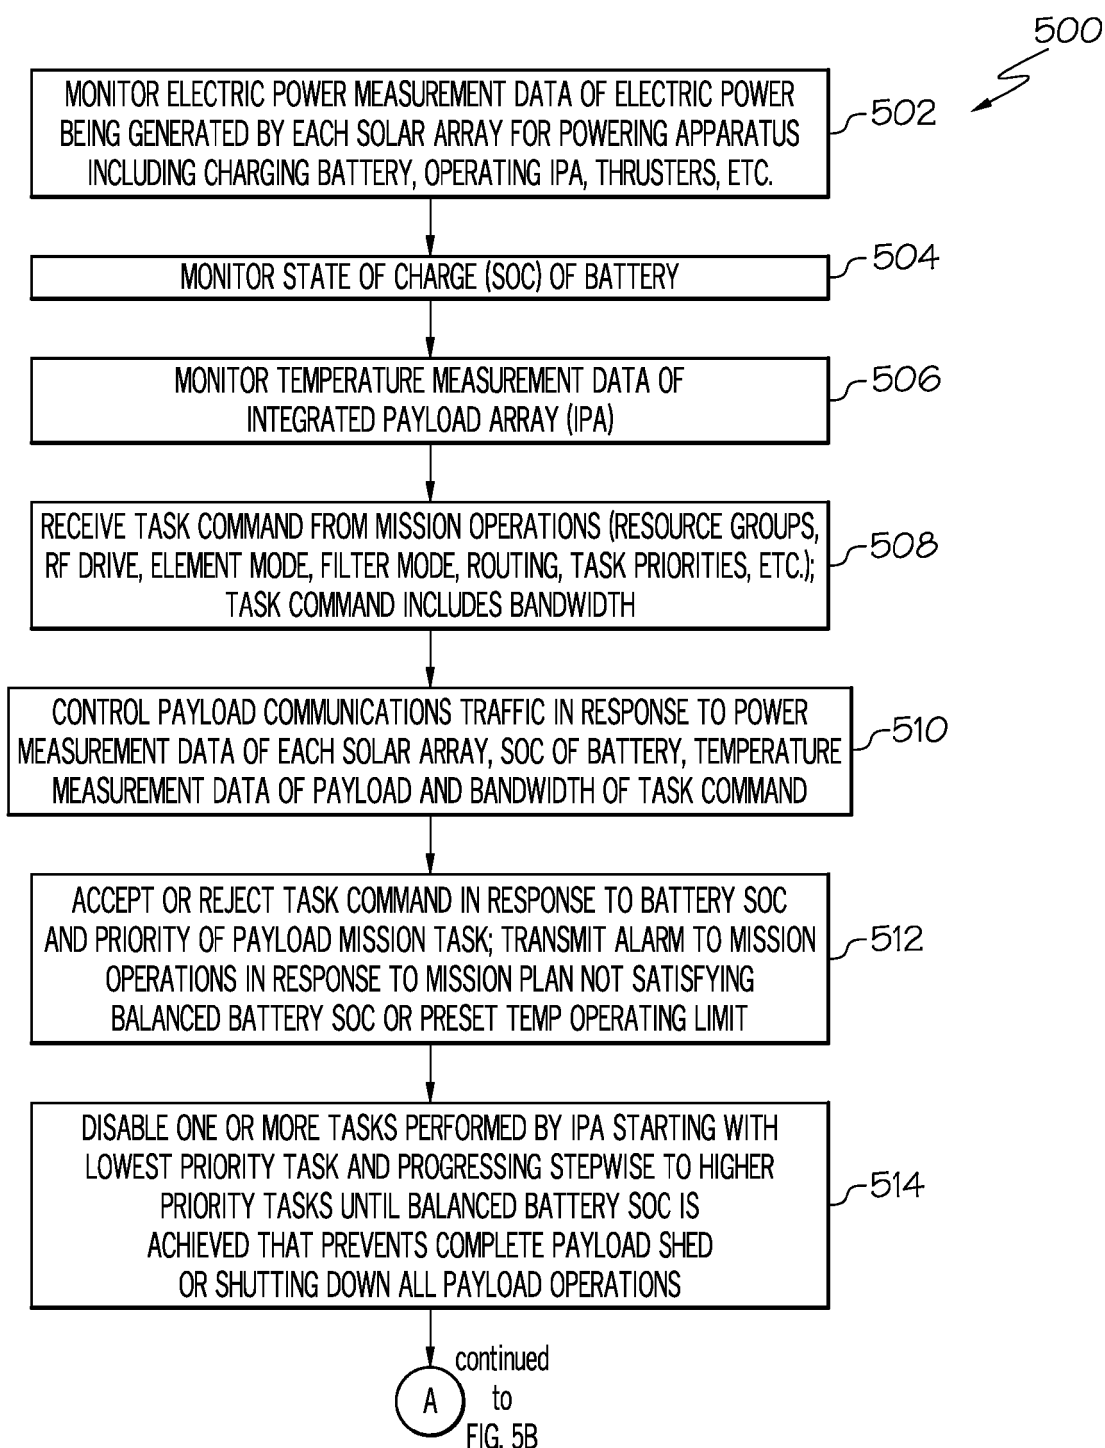 500
MONITOR ELECTRIC POWER MEASUREMENT DATA OF ELECTRIC POWER
BEING GENERATED BY EACH SOLAR ARRAY FOR POWERING APPARATUS
INCLUDING CHARGING BATTERY, OPERATING IPA, THRUSTERS, ETC.
502
MONITOR STATE OF CHARGE (SOC) OF BATTERY
504
MONITOR TEMPERATURE MEASUREMENT DATA OF
INTEGRATED PAYLOAD ARRAY (IPA)
506
RECEIVE TASK COMMAND FROM MISSION OPERATIONS (RESOURCE GROUPS,
RF DRIVE, ELEMENT MODE, FILTER MODE, ROUTING, TASK PRIORITIES, ETC.);
TASK COMMAND INCLUDES BANDWIDTH
508
CONTROL PAYLOAD COMMUNICATIONS TRAFFIC IN RESPONSE TO POWER
MEASUREMENT DATA OF EACH SOLAR ARRAY, SOC OF BATTERY, TEMPERATURE
MEASUREMENT DATA OF PAYLOAD AND BANDWIDTH OF TASK COMMAND
510
ACCEPT OR REJECT TASK COMMAND IN RESPONSE TO BATTERY SOC
AND PRIORITY OF PAYLOAD MISSION TASK; TRANSMIT ALARM TO MISSION
OPERATIONS IN RESPONSE TO MISSION PLAN NOT SATISFYING
BALANCED BATTERY SOC OR PRESET TEMP OPERATING LIMIT
512
DISABLE ONE OR MORE TASKS PERFORMED BY IPA STARTING WITH
LOWEST PRIORITY TASK AND PROGRESSING STEPWISE TO HIGHER
PRIORITY TASKS UNTIL BALANCED BATTERY SOC IS
ACHIEVED THAT PREVENTS COMPLETE PAYLOAD SHED
OR SHUTTING DOWN ALL PAYLOAD OPERATIONS
514
A
continued
to
FIG. 5B